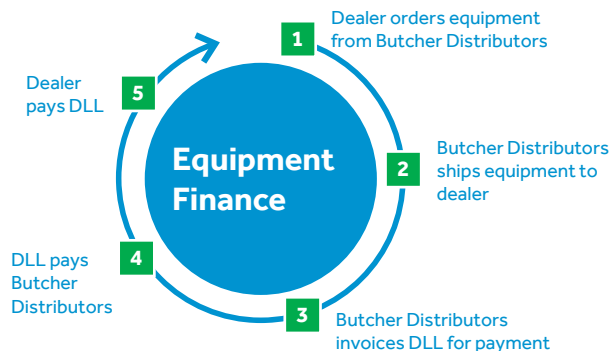 1
Dealer orders equipment
from Butcher Distributors
2
Butcher Distributors
ships equipment to
dealer
3
Butcher Distributors
invoices DLL for payment
4
DLL pays
Butcher
Distributors
5
Dealer
pays DLL
Equipment
Finance